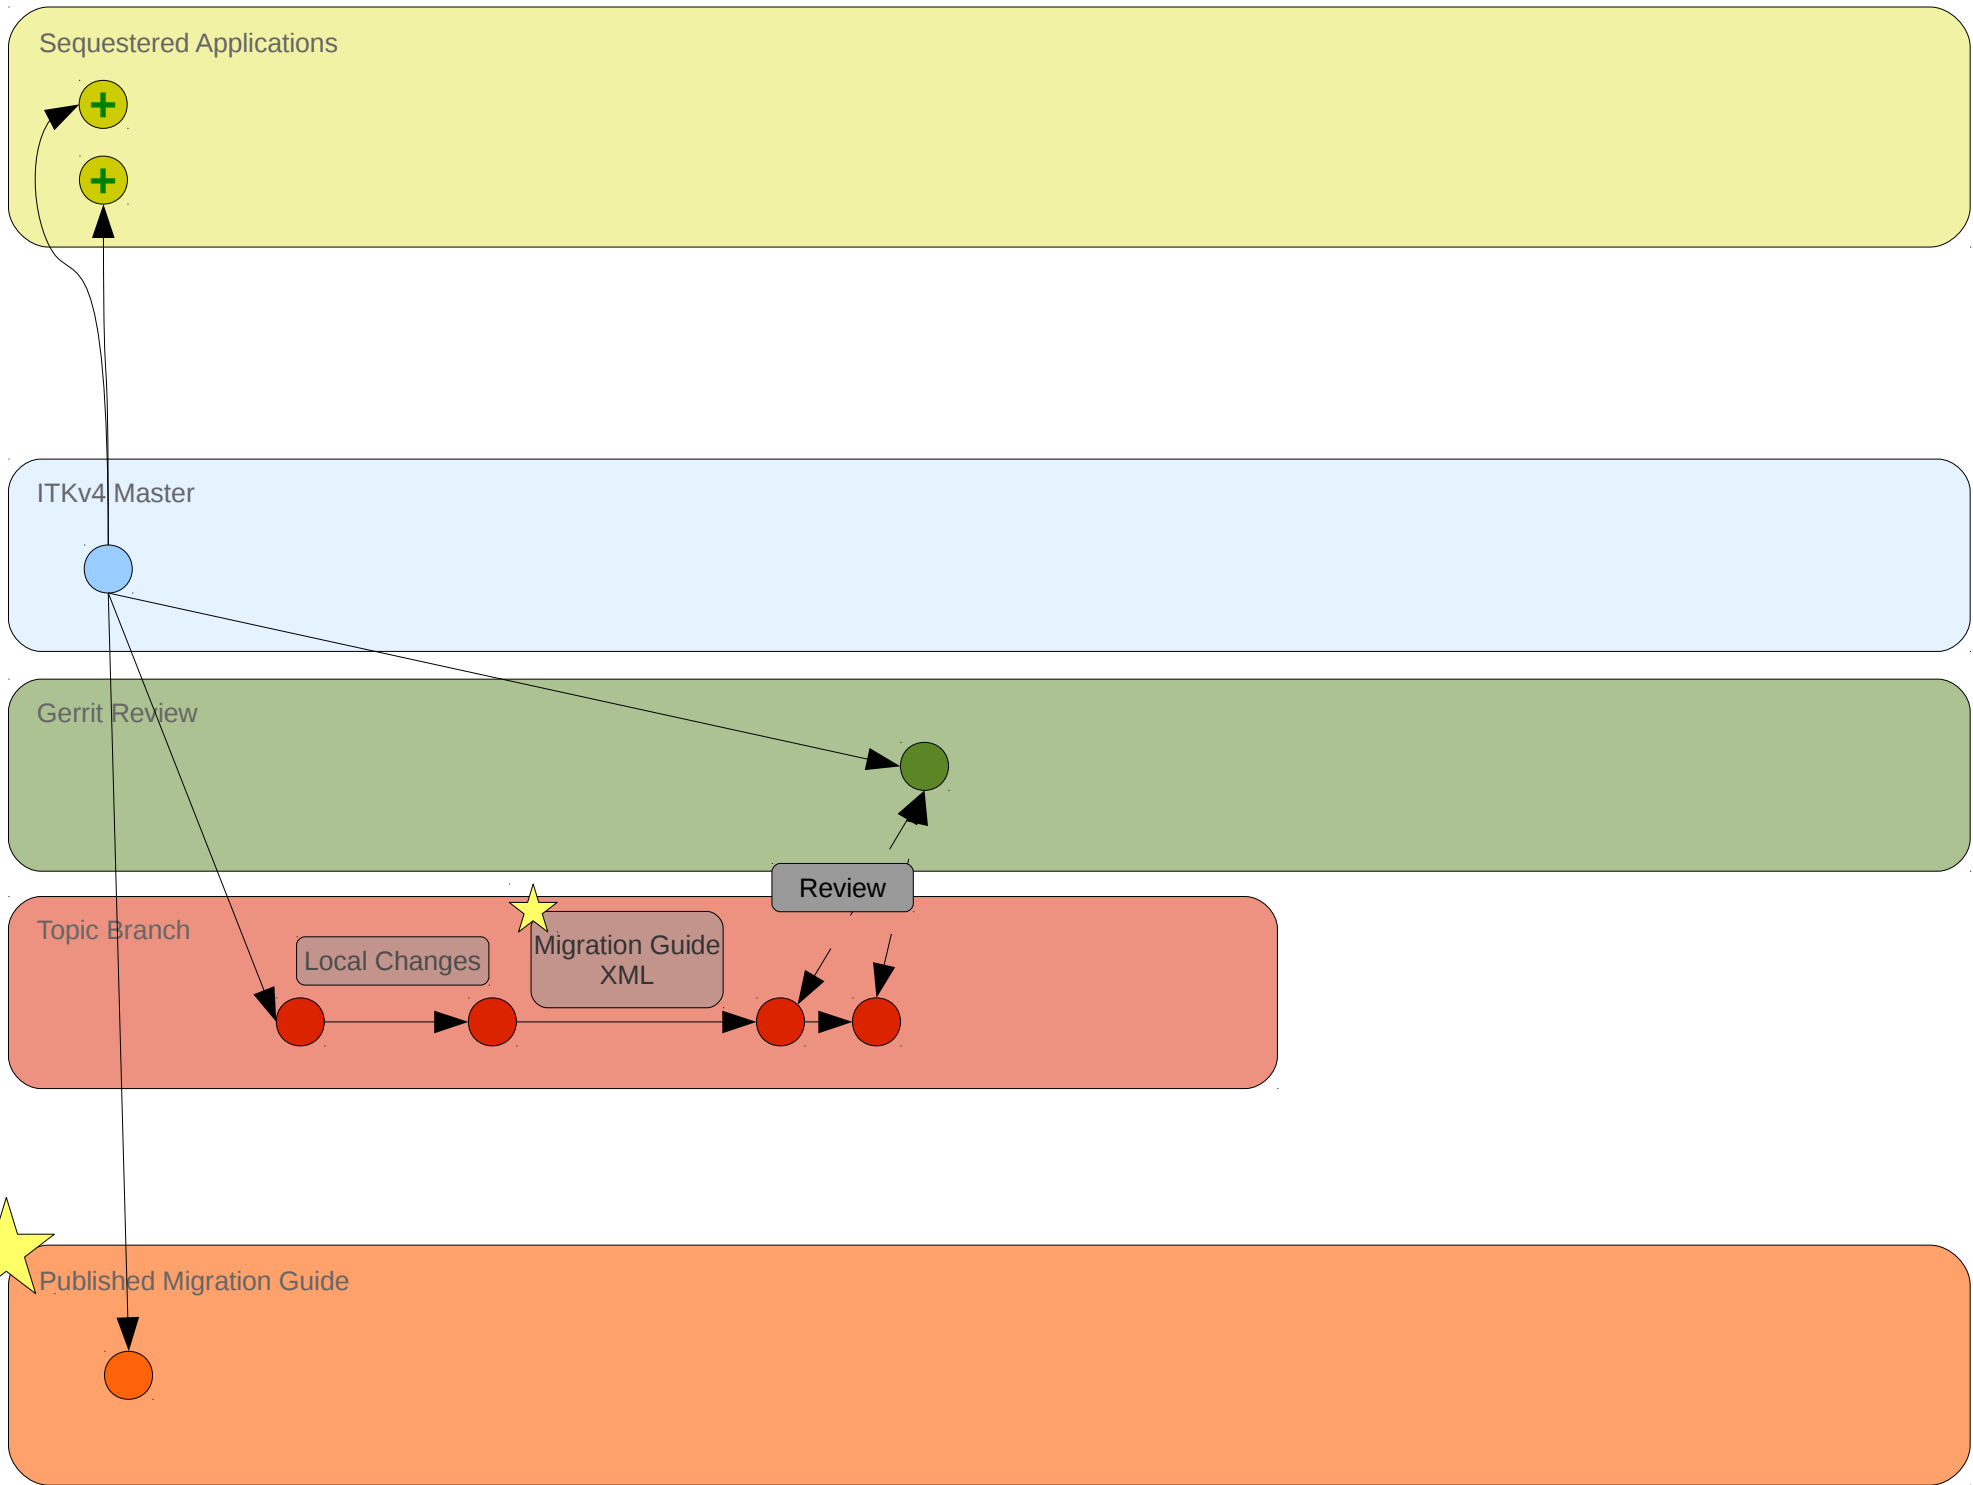 Sequestered Applications
ITKv4 Master
Gerrit Review
Review
Topic Branch
Local Changes
Migration Guide
XML
Published Migration Guide